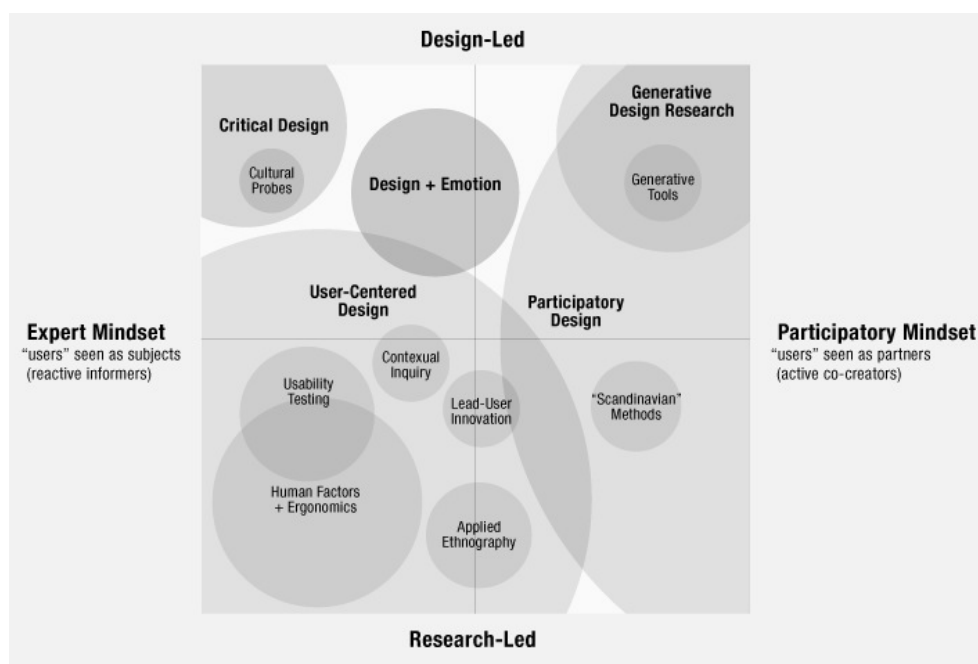 Design-Led
Generative
Design Research
Critical Design
Cultural
Probes
Design + Emotion
Generative
Tools
User-Centered
Design
Participatory
Design
Expert Mindset
“users” seen as subjects
(reactive informers)
Participatory Mindset
“users” seen as partners
(active co-creators)
Contexual
Inquiry
Usability
Testing
Lead-User
Innovation
“Scandinavian”
Methods
Human Factors
+ Ergonomics
Applied
Ethnography
Research-Led